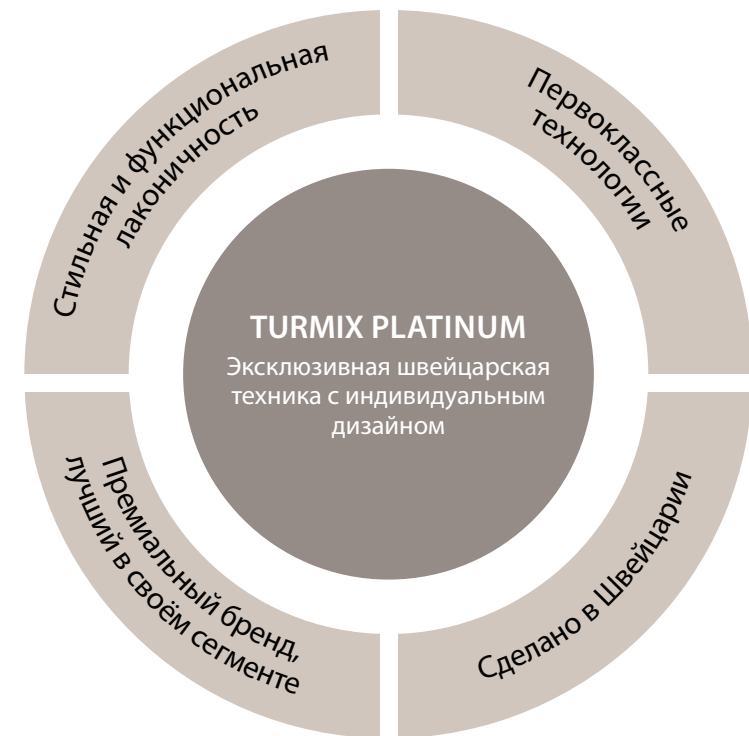 Стильная и функциональная
лаконичность
Первоклассные
технологии
TURMIX PLATINUM
Эксклюзивная швейцарская
техника с индивидуальным
дизайном
Премиальный бренд,
лучший в своём сегменте
Сделано в Швейцарии